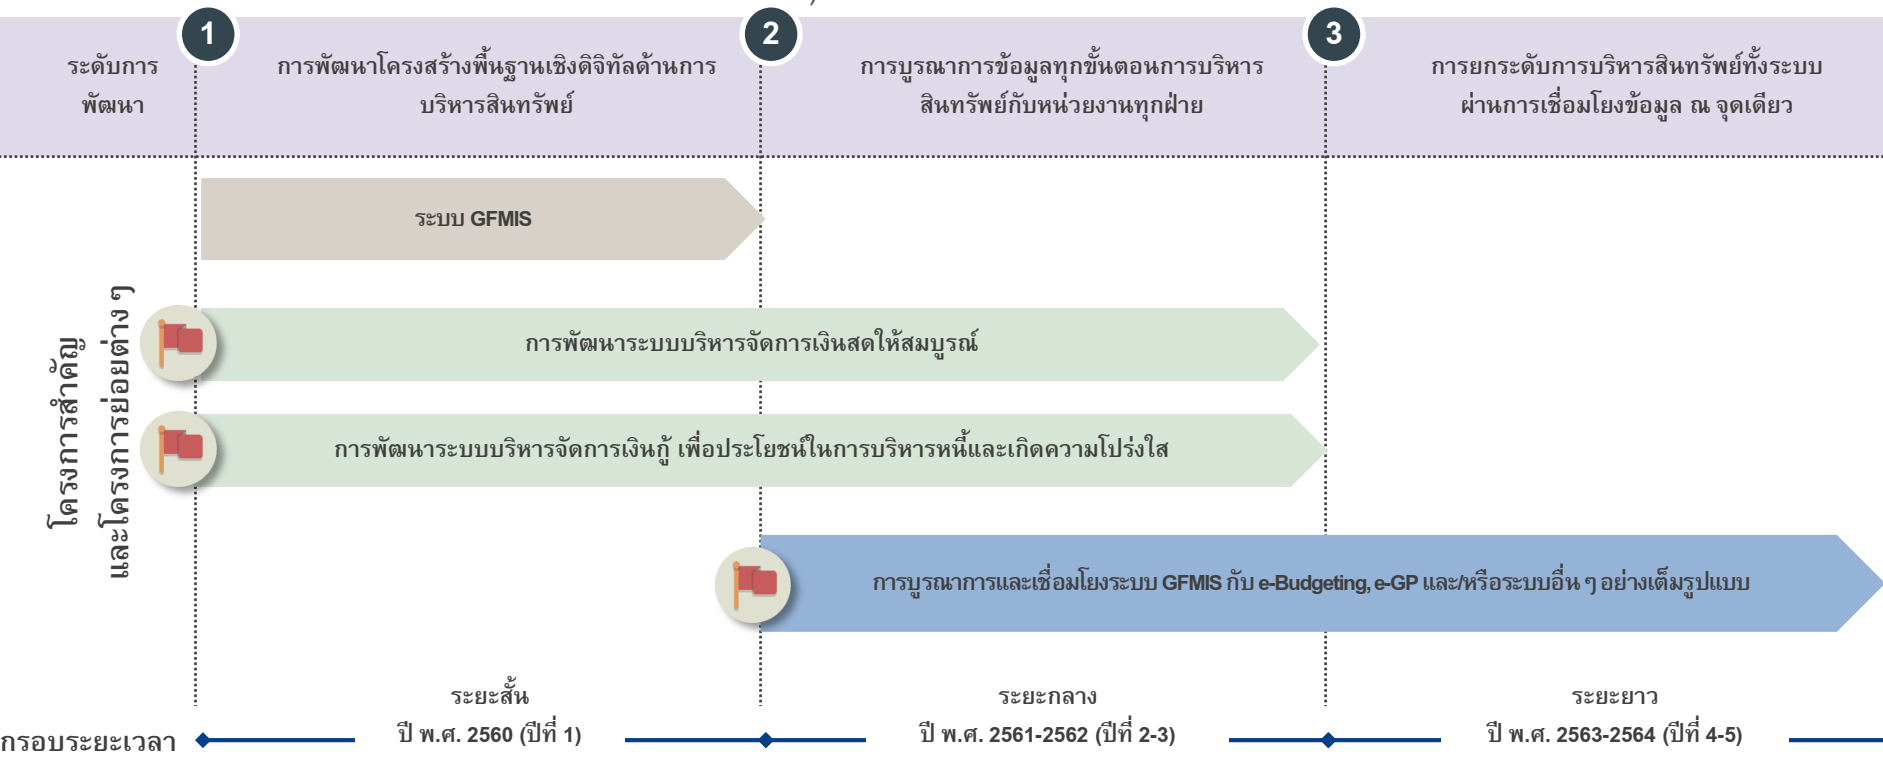 1
2
3
ระดับการ
พัฒนา
การพัฒนาโครงสร้างพื้นฐานเชิงดิจิทัลด้านการ
บริหารสินทรัพย์
การบูรณาการข้อมูลทุกขั้นตอนการบริหาร
สินทรัพย์กับหน่วยงานทุกฝ่าย
การยกระดับการบริหารสินทรัพย์ทั้งระบบ
ผ่านการเชื่อมโยงข้อมูล ณ จุดเดียว
โครงการสำคัญ
และโครงการย่อยต่าง ๆ
ระบบ GFMIS
การพัฒนาระบบบริหารจัดการเงินสดให้สมบูรณ์
การพัฒนาระบบบริหารจัดการเงินกู้ เพื่อประโยชน์ในการบริหารหนี้และเกิดความโปร่งใส
การบูรณาการและเชื่อมโยงระบบ GFMIS กับ e-Budgeting, e-GP และ/หรือระบบอื่น ๆ อย่างเต็มรูปแบบ
กรอบระยะเวลา
ระยะสั้น
ปี พ.ศ. 2560 (ปีที่ 1)
ระยะกลาง
ปี พ.ศ. 2561-2562 (ปีที่ 2-3)
ระยะยาว
ปี พ.ศ. 2563-2564 (ปีที่ 4-5)